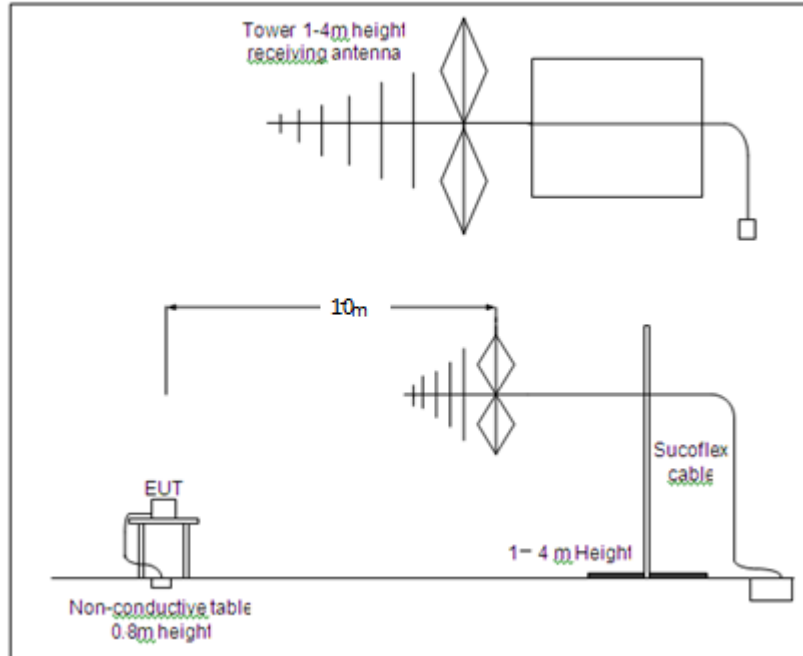 Tower 1-4m height
receiving antenna
10m
Sucoflex
cable
EUT
1- 4 m Height
Non-conductive table
0.8m height